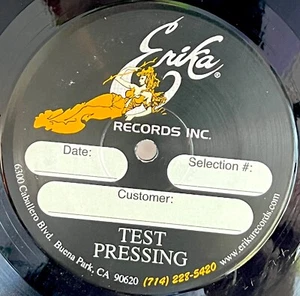 Erika®
RECORDS INC.
Date:
Selection #:
Customer:
TEST
PRESSING
6300 Caballero Blvd. Buena Park, CA 90620 (714) 228-5420 www.erikarecords.com